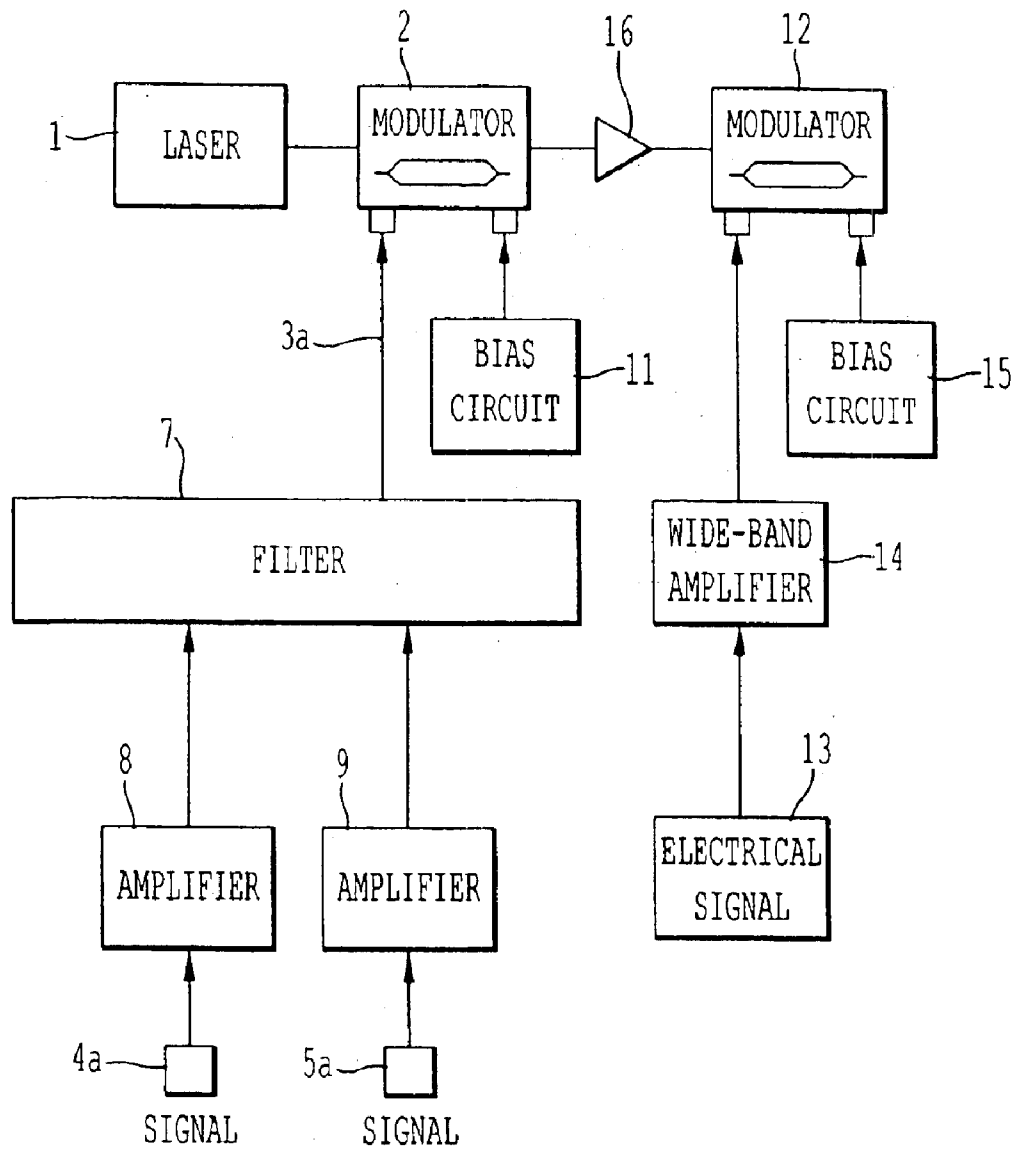 2
16
12
1
LASER
MODULATOR
MODULATOR
3a
BIAS
CIRCUIT
11
BIAS
CIRCUIT
15
7
FILTER
WIDE-BAND
AMPLIFIER
14
8
9
13
AMPLIFIER
AMPLIFIER
ELECTRICAL
SIGNAL
4a
5a
SIGNAL
SIGNAL